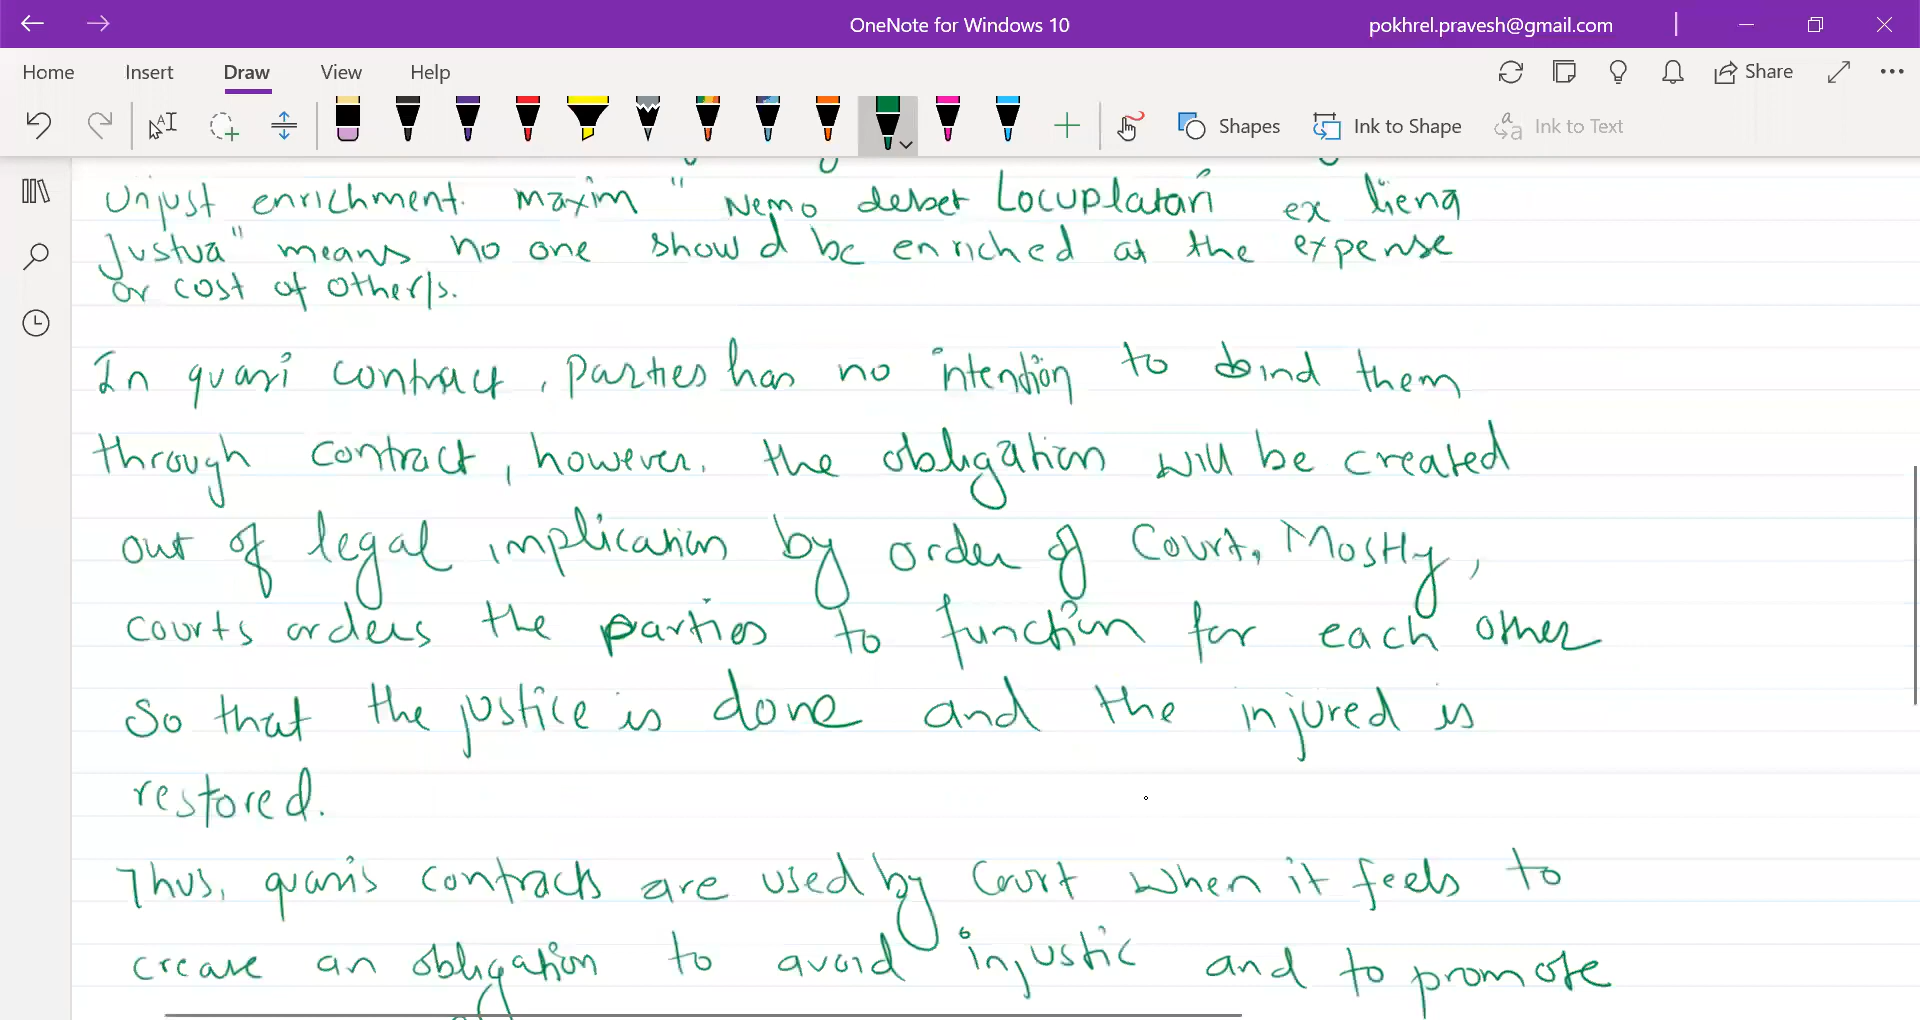 OneNote for Windows 10
pokhrel.pravesh@gmail.com
Home Insert Draw View Help
Share
Shapes Ink to Shape Ink to Text
Unjust enrichment. maxim " Nemo debet Locuplatari ex liena
Justua" means no one should be enriched at the expense
or cost of other/s.
In quasi contract, parties has no intention to bind them
through contract, however, the obligation will be created
out of legal implication by order of Court. Mostly,
courts orders the parties to function for each other
so that the justice is done and the injured is
restored.
Thus, quasis contracts are used by Court when it feels to
create an obligation to avoid injustic and to promote